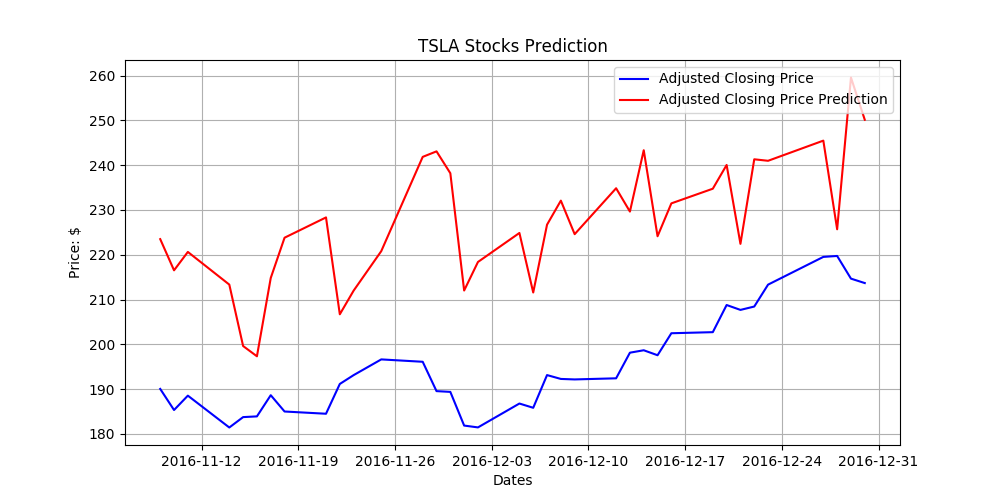 TSLA Stocks Prediction
Adjusted Closing Price
Adjusted Closing Price Prediction
Price: $
260
250
240
230
220
210
200
190
180
2016-11-12 2016-11-19 2016-11-26 2016-12-03 2016-12-10 2016-12-17 2016-12-24 2016-12-31
Dates